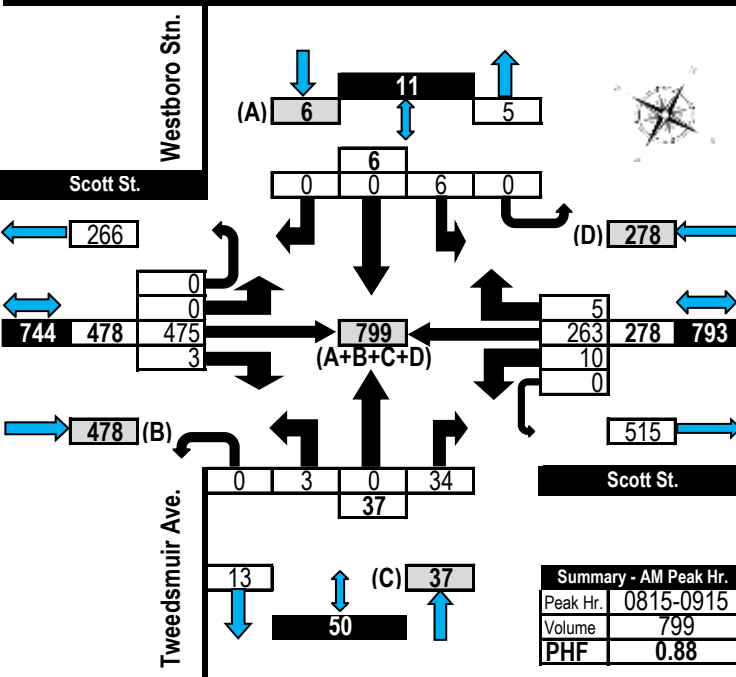 Westboro Stn.
11
(A) 6 5
6
Scott St.
0 0 6 0
266
(D) 278
0
0
5
744 478 475
799
263 278 793
(A+B+C+D)
3
10
0
478 (B)
515
0 3 0 34
37
Scott St.
Tweedsmuir Ave.
13
(C) 37
50
Summary - AM Peak Hr.
Peak Hr. 0815-0915
Volume 799
PHF 0.88